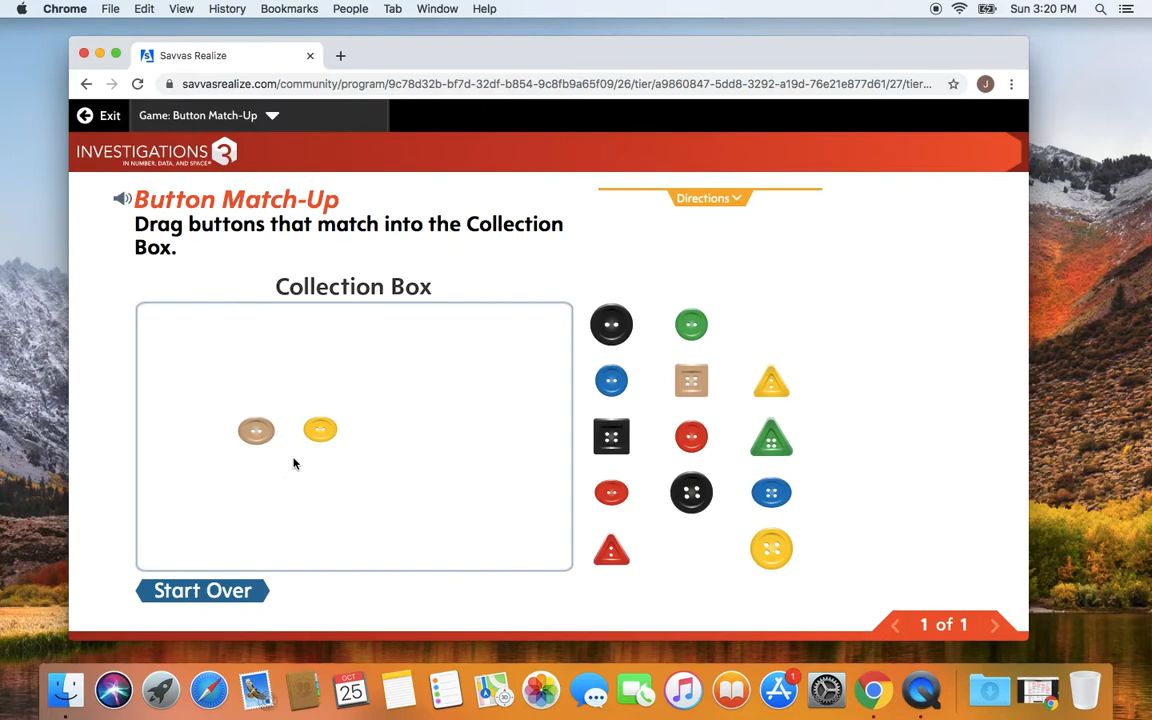 Chrome File Edit View History Bookmarks People Tab Window Help Sun 3:20 PM
Savvas Realize
savvasrealize.com/community/program/9c78d32b-bf7d-32df-b854-9c8fb9a65f09/26/tier/a9860847-5dd8-3292-a19d-76e21e877d61/27/tier...
J
Exit Game: Button Match-Up
INVESTIGATIONS 3
IN NUMBER, DATA, AND SPACE®
Button Match-Up
Directions
Drag buttons that match into the Collection
Box.
Collection Box
Start Over
1 of 1
OCT
25
1